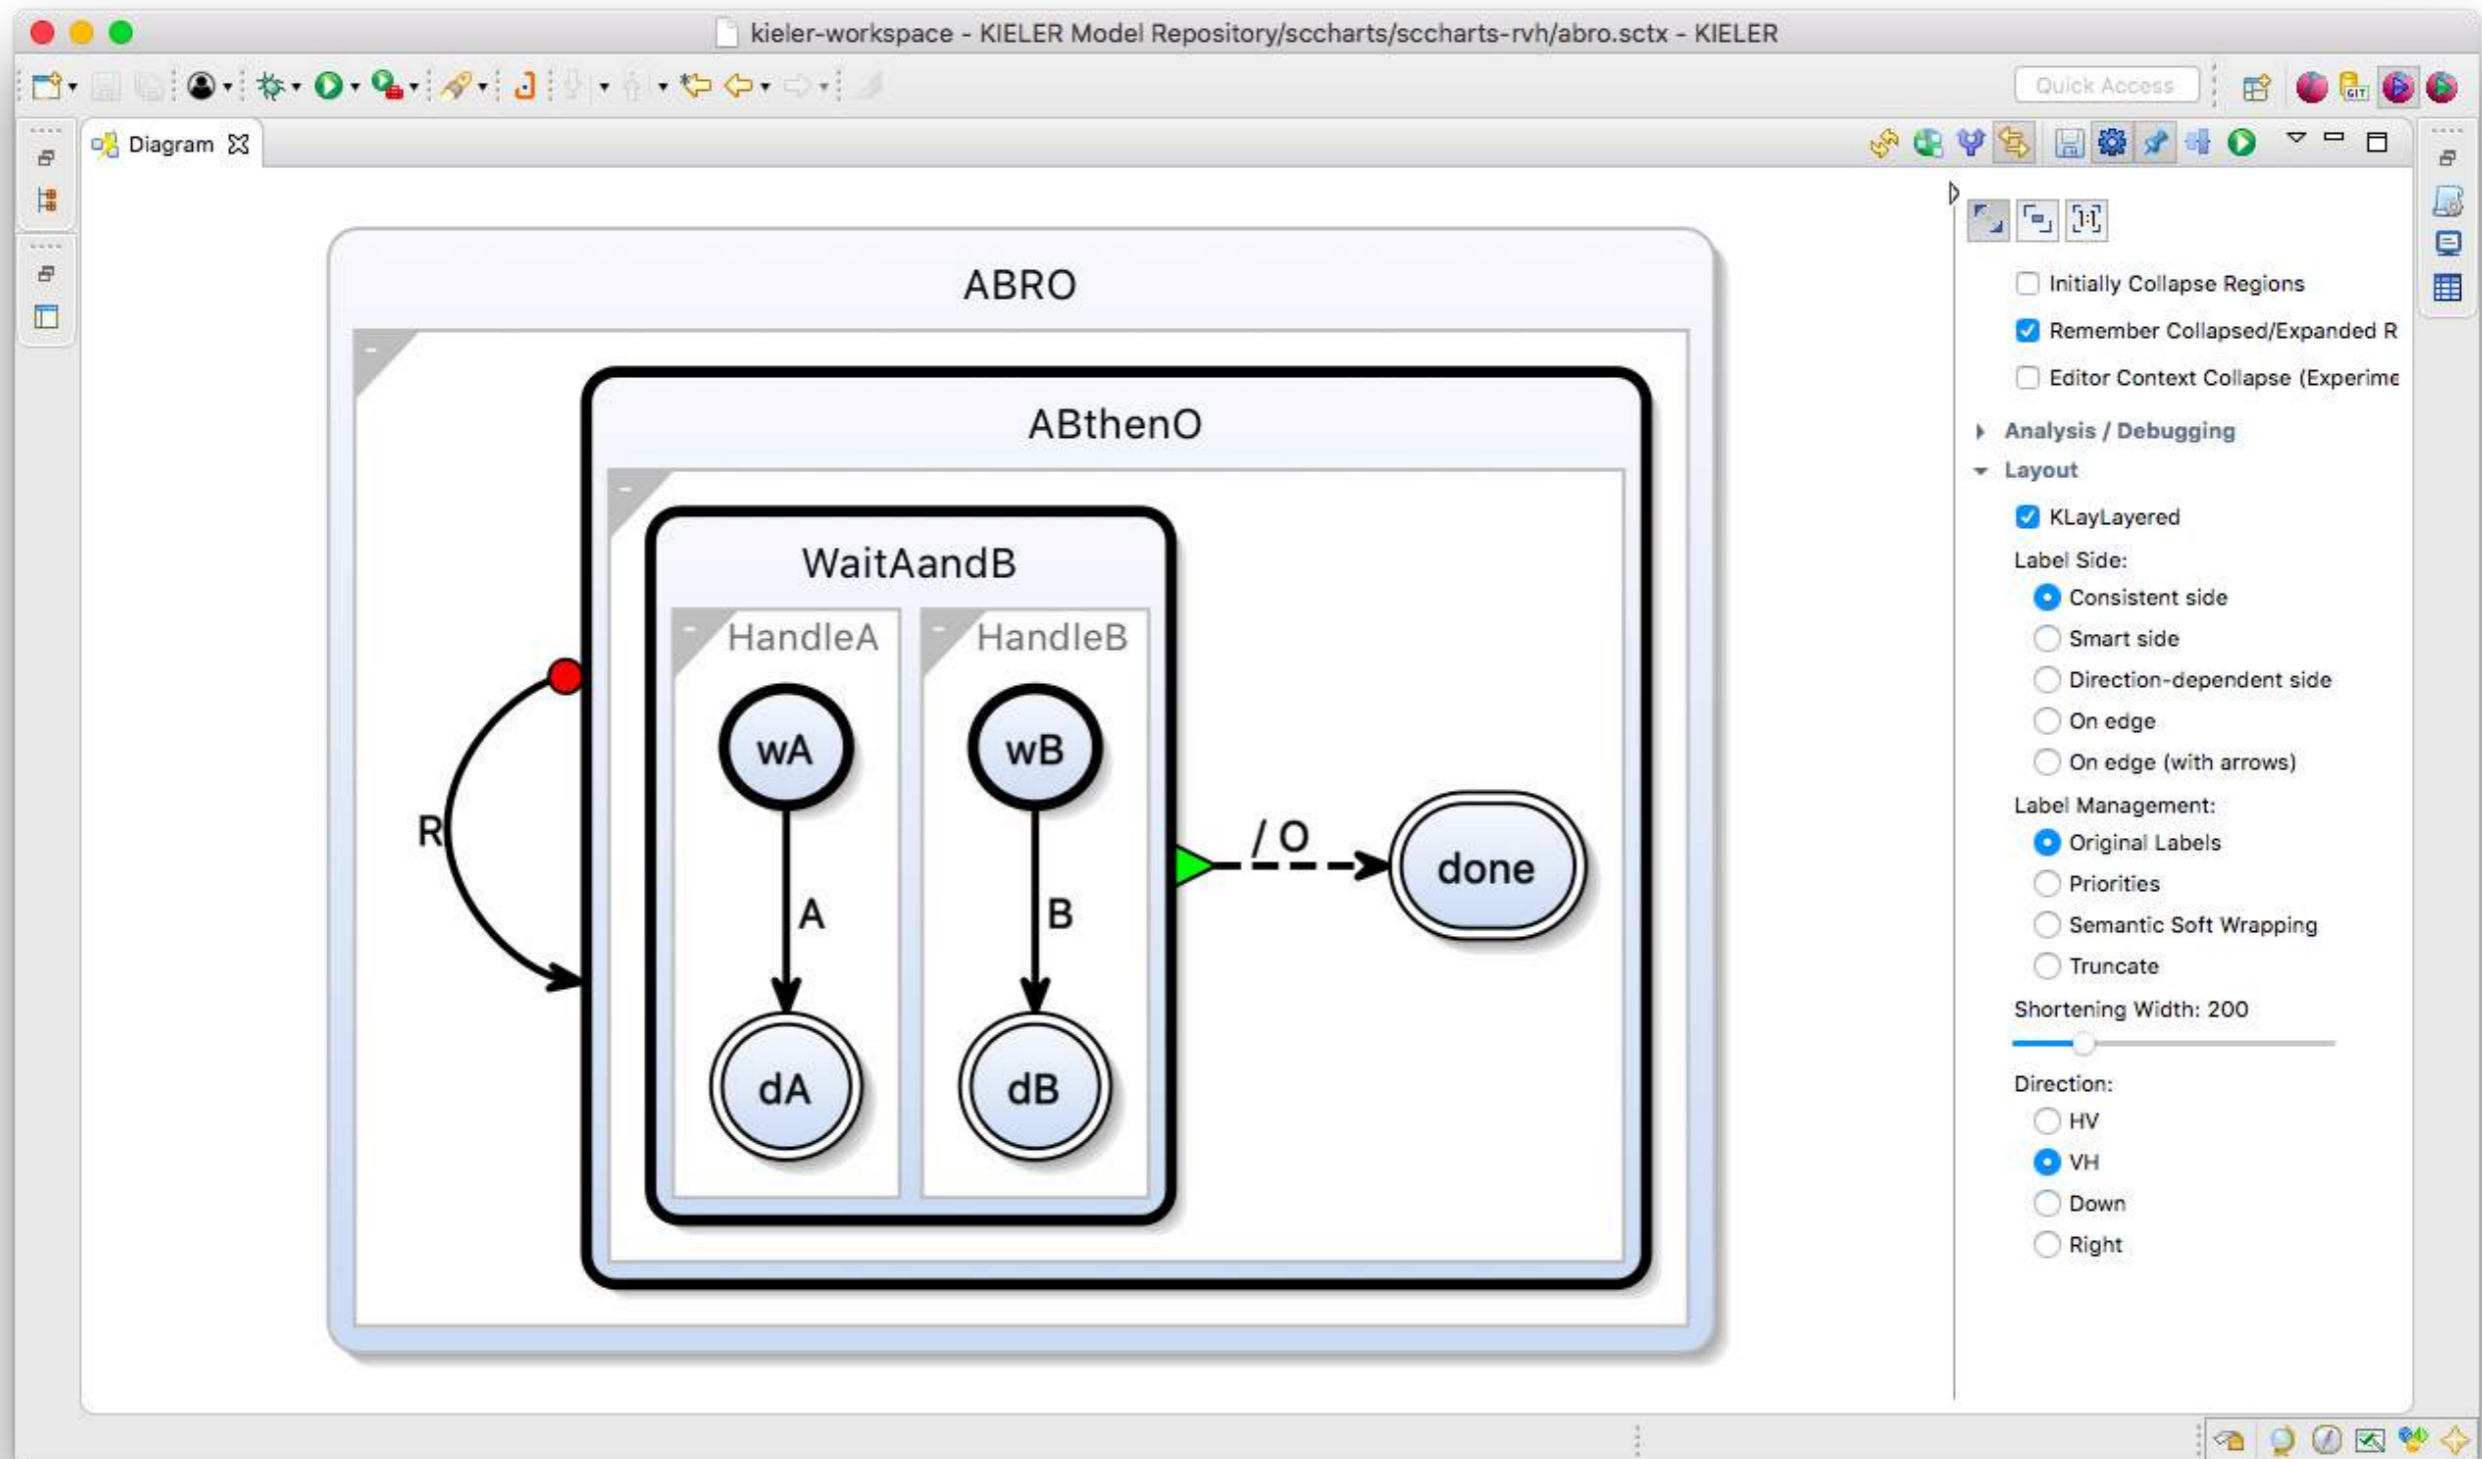 kieler-workspace - KIELER Model Repository/sccharts/sccharts-rvh/abro.sctx - KIELER
Quick Access
GIT
Diagram
ABRO
ABthenO
WaitAandB
HandleA
HandleB
wA
wB
R
A
B
/ O
done
dA
dB
1:1
Initially Collapse Regions
Remember Collapsed/Expanded R
Editor Context Collapse (Experime
Analysis / Debugging
Layout
KLayLayered
Label Side:
Consistent side
Smart side
Direction-dependent side
On edge
On edge (with arrows)
Label Management:
Original Labels
Priorities
Semantic Soft Wrapping
Truncate
Shortening Width: 200
Direction:
HV
VH
Down
Right